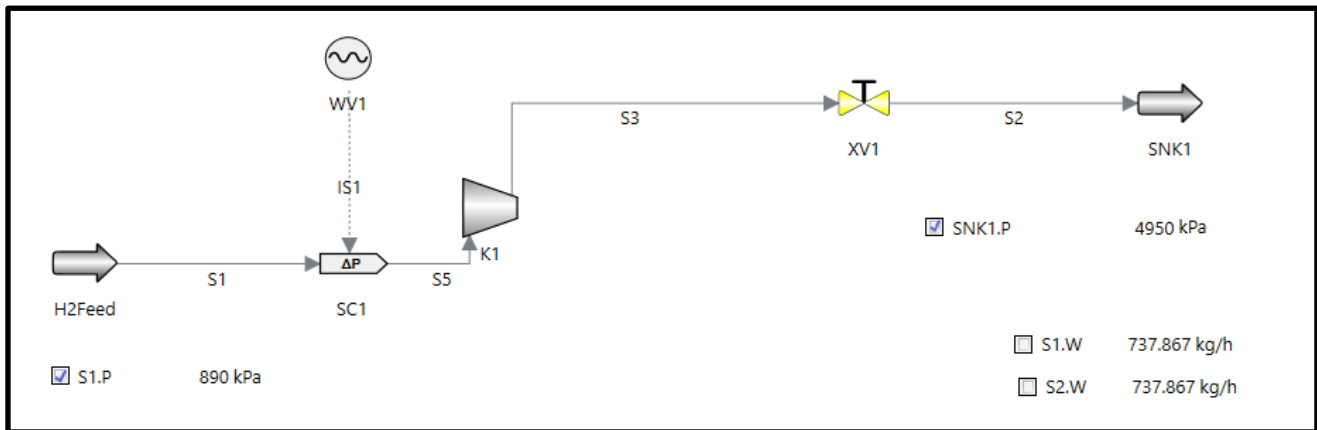 WV1
S3
S2
XV1
SNK1
IS1
K1
SNK1.P 4950 kPa
ΔP
S1
S5
H2Feed
SC1
S1.W 737.867 kg/h
S1.P 890 kPa
S2.W 737.867 kg/h